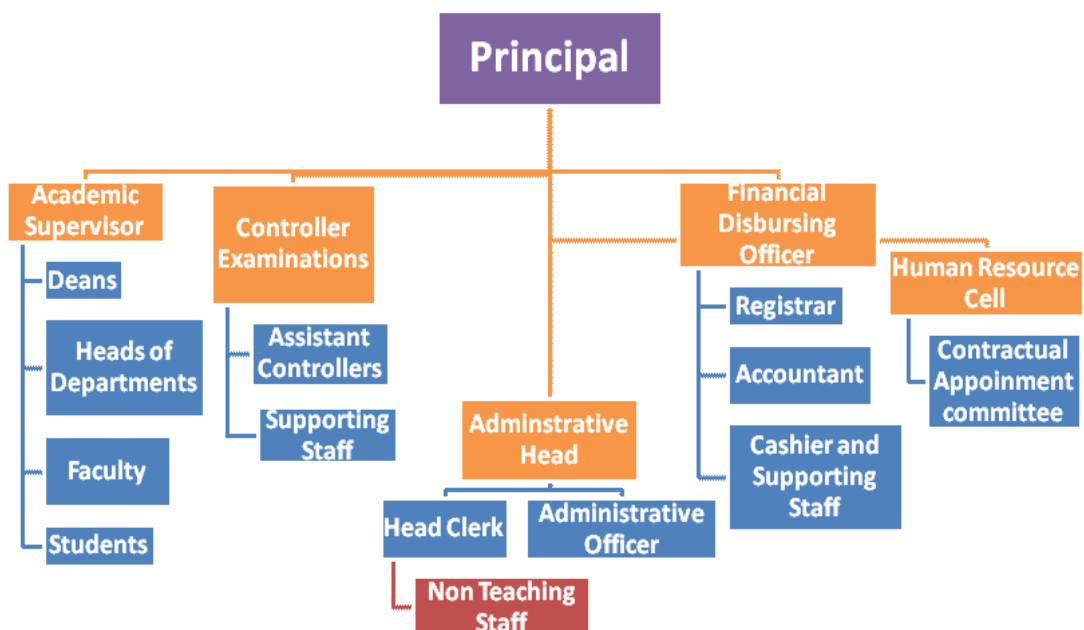 Principal
Academic
Supervisor
Deans
Heads of
Departments
Faculty
Students
Controller
Examinations
Assistant
Controllers
Supporting
Staff
Adminstrative
Head
Head Clerk
Administrative
Officer
Non Teaching
Staff
Financial
Disbursing
Officer
Registrar
Accountant
Cashier and
Supporting
Staff
Human Resource
Cell
Contractual
Appoinment
committee